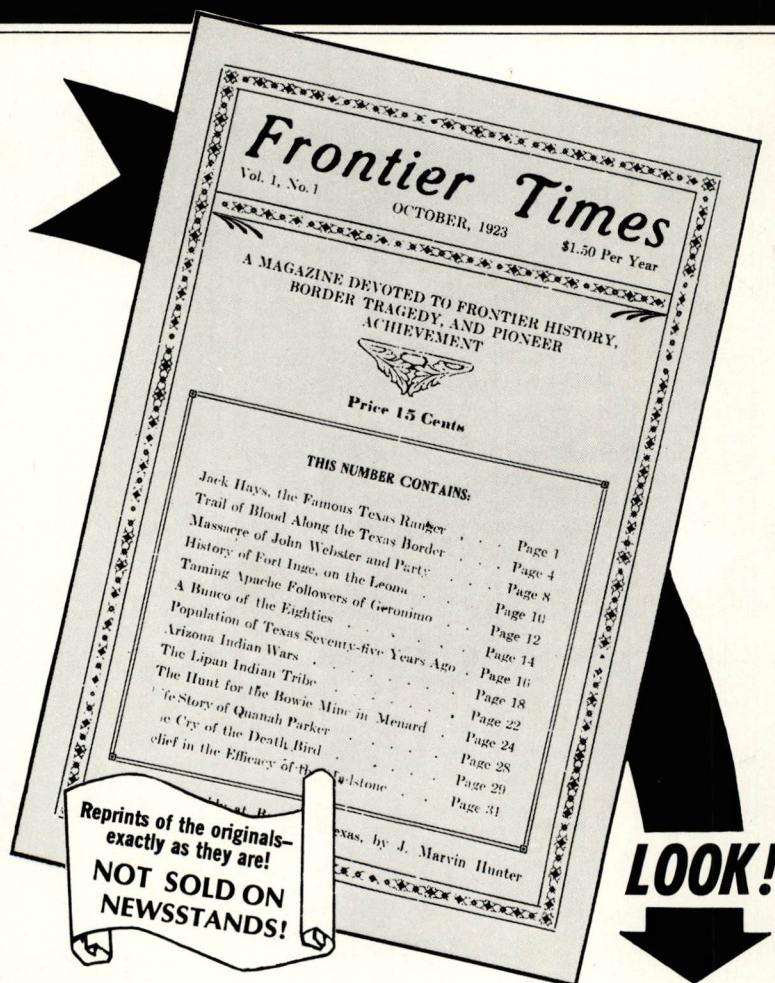 Frontier Times
Vol. 1, No. 1 OCTOBER, 1923 $1.50 Per Year
A MAGAZINE DEVOTED TO FRONTIER HISTORY,
BORDER TRAGEDY, AND PIONEER
ACHIEVEMENT
Price 15 Cents
THIS NUMBER CONTAINS:
Jack Hays, the Famous Texas Ranger . . . Page 1
Trail of Blood Along the Texas Border . . . Page 4
Massacre of John Webster and Party . . . Page 8
History of Fort Inge, on the Leona . . . Page 10
Taming Apache Followers of Geronimo . . . Page 12
A Bunco of the Eighties . . . Page 14
Population of Texas Seventy-five Years Ago . Page 16
Arizona Indian Wars . . . Page 18
The Lipan Indian Tribe . . . Page 22
The Hunt for the Bowie Mine in Menard . Page 24
fe Story of Quanah Parker . . . Page 28
e Cry of the Death Bird . . . Page 29
elief in the Efficacy of the lstone . . Page 31
exas, by J. Marvin Hunter
Reprints of the originals–
exactly as they are!
NOT SOLD ON
NEWSSTANDS!
LOOK!